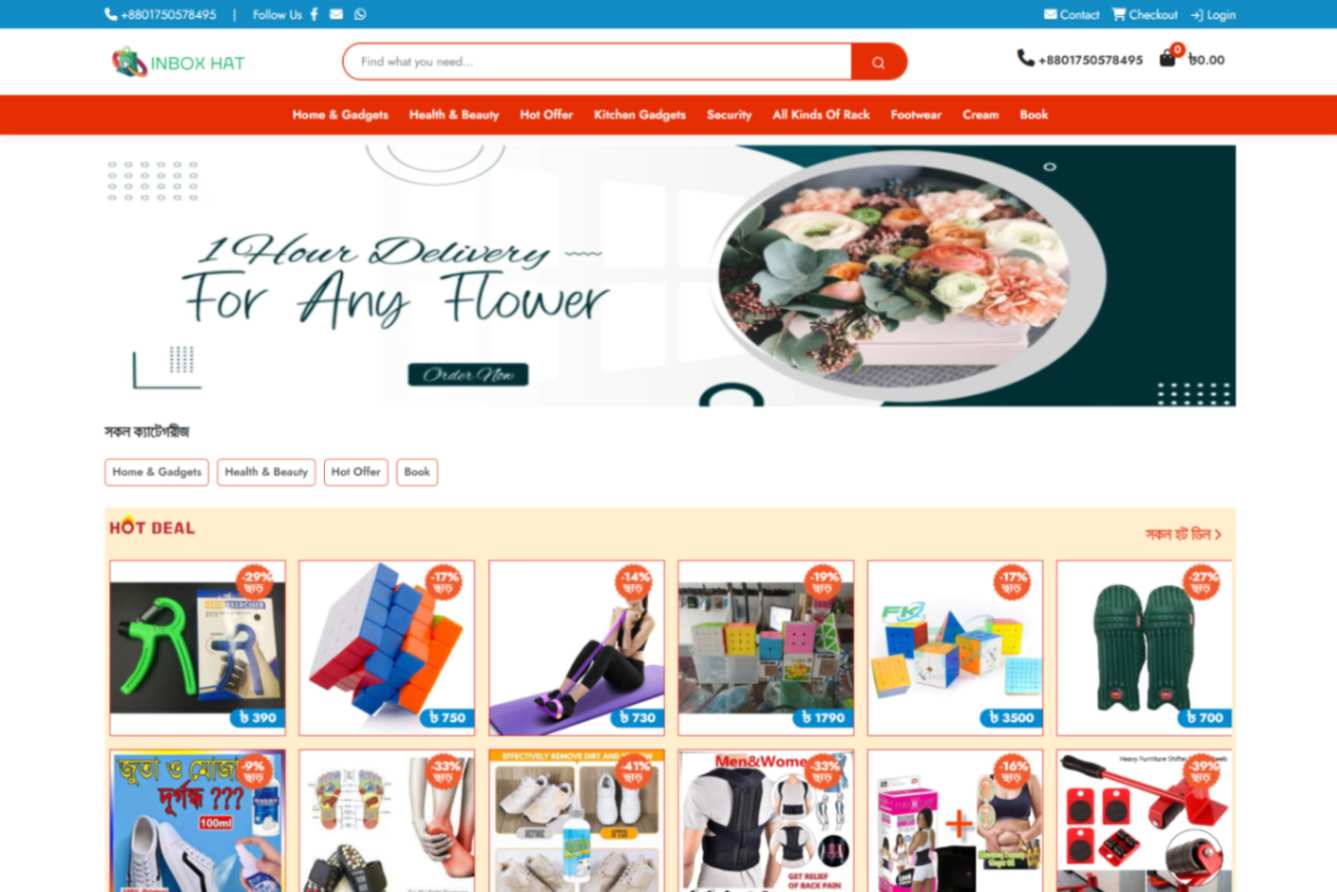 +8801750578495 | Follow Us
Contact Checkout Login
INBOX HAT
Find what you need...
+8801750578495
0
৳0.00
Home & Gadgets Health & Beauty Hot Offer Kitchen Gadgets Security All Kinds Of Rack Footwear Cream Book
1 Hour Delivery
For Any Flower
Order Now
সকল ক্যাটেগরীজ
Home & Gadgets Health & Beauty Hot Offer Book
HOT DEAL
সকল হট ডিল
-29% ছাড়
৳ 390
-17% ছাড়
৳ 750
-14% ছাড়
৳ 730
-19% ছাড়
৳ 1790
FK
-17% ছাড়
৳ 3500
-27% ছাড়
৳ 700
জুতা ও মোজা
দুর্গন্ধ ???
100ml
-9% ছাড়
-33% ছাড়
EFFECTIVELY REMOVE DIRT AND
-41% ছাড়
Men&Women
-33% ছাড়
GET RELIEF
OF BACK PAIN
-16% ছাড়
Heavy Furniture Shifter
-39% ছাড়